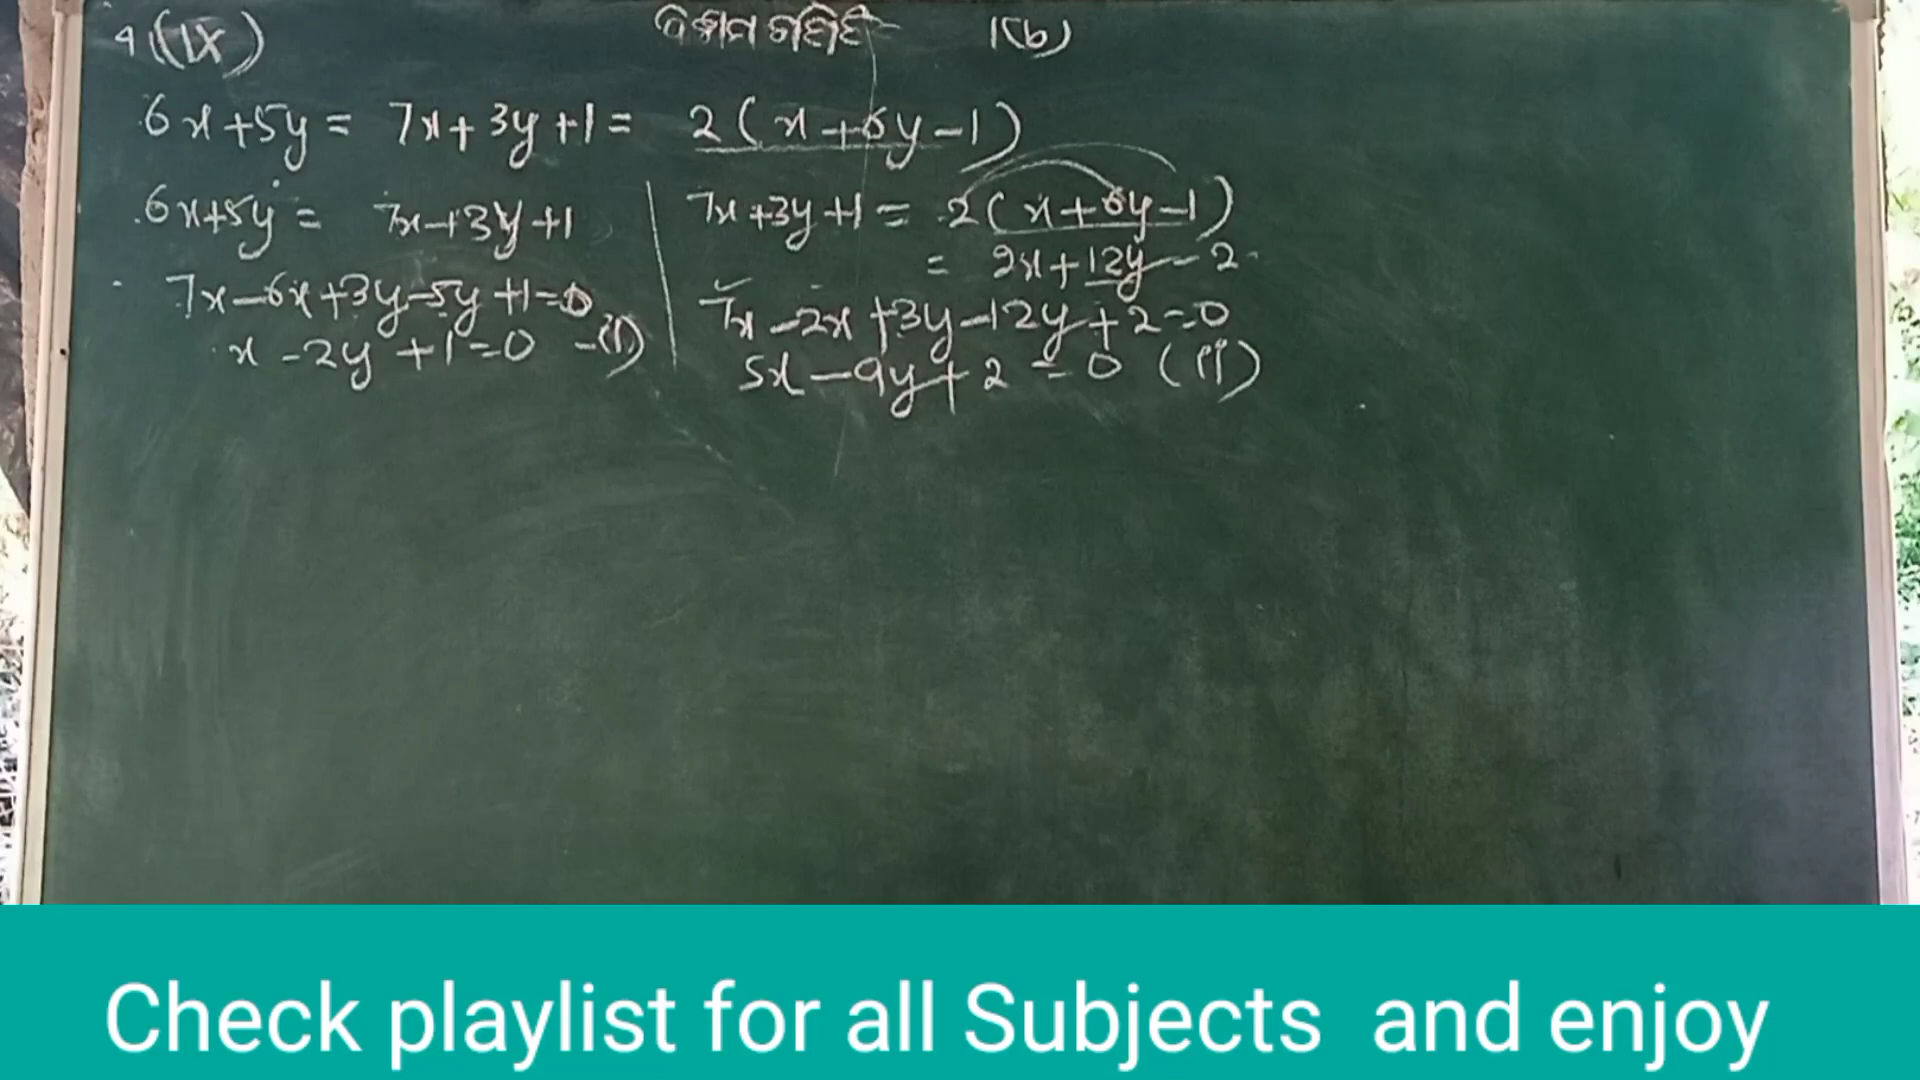 4 (IX) ବୀଜଗଣିତ 1(b)
6x+5y = 7x+3y+1 = 2(x+6y-1)
6x+5y = 7x+3y+1
7x-6x+3y-5y+1=0
x-2y+1=0 -(i)
7x+3y+1 = 2(x+6y-1)
= 2x+12y-2
7x-2x+3y-12y+2=0
5x-9y+2=0 (ii)
Check playlist for all Subjects and enjoy